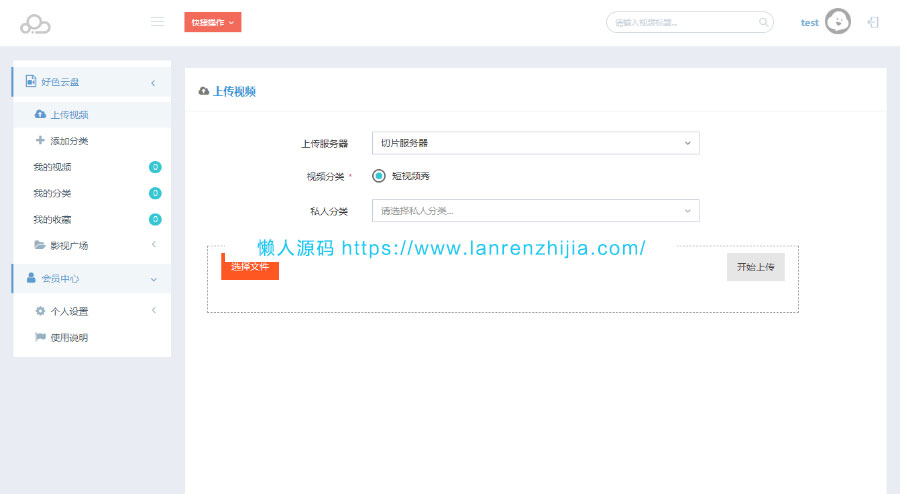 快捷操作
请输入视频标题...
test
好色云盘
上传视频
添加分类
我的视频 0
我的分类 0
我的收藏 0
影视广场
会员中心
个人设置
使用说明
上传视频
上传服务器 切片服务器
视频分类 * 短视频秀
私人分类 请选择私人分类...
懒人源码 https://www.lanrenzhijia.com/
选择文件 开始上传